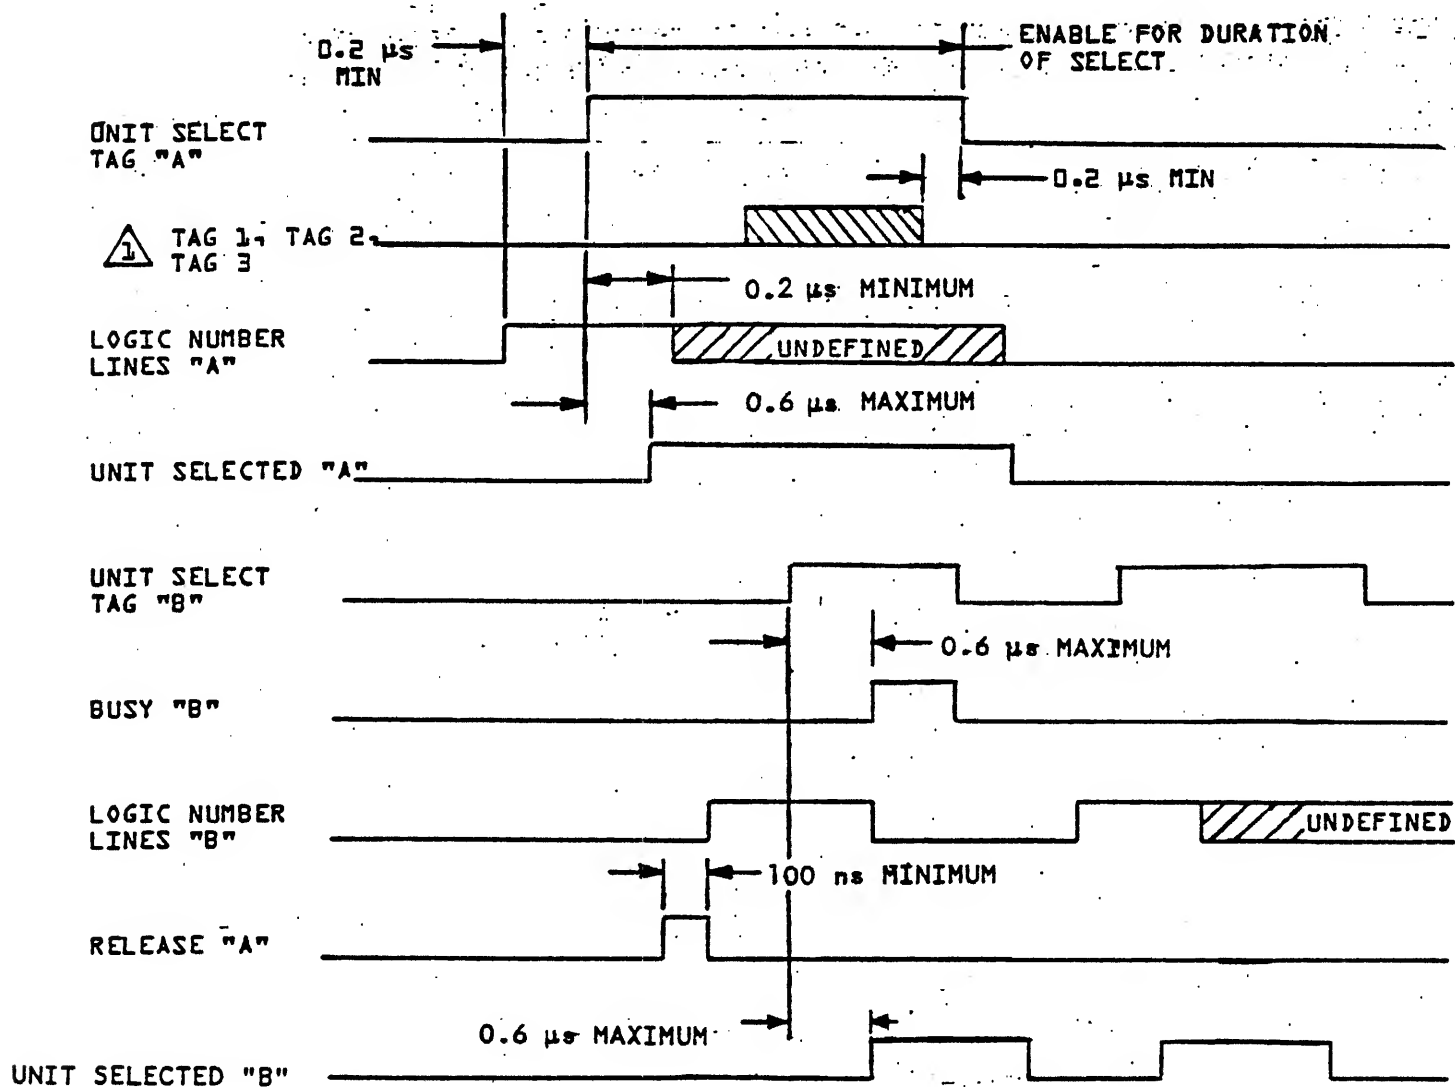 0.2 µs
MIN
ENABLE FOR DURATION
OF SELECT
UNIT SELECT
TAG "A"
0.2 µs MIN
1
TAG 1, TAG 2,
TAG 3
0.2 µs MINIMUM
LOGIC NUMBER
LINES "A"
UNDEFINED
0.6 µs MAXIMUM
UNIT SELECTED "A"
UNIT SELECT
TAG "B"
0.6 µs MAXIMUM
BUSY "B"
LOGIC NUMBER
LINES "B"
UNDEFINED
100 ns MINIMUM
RELEASE "A"
0.6 µs MAXIMUM
UNIT SELECTED "B"